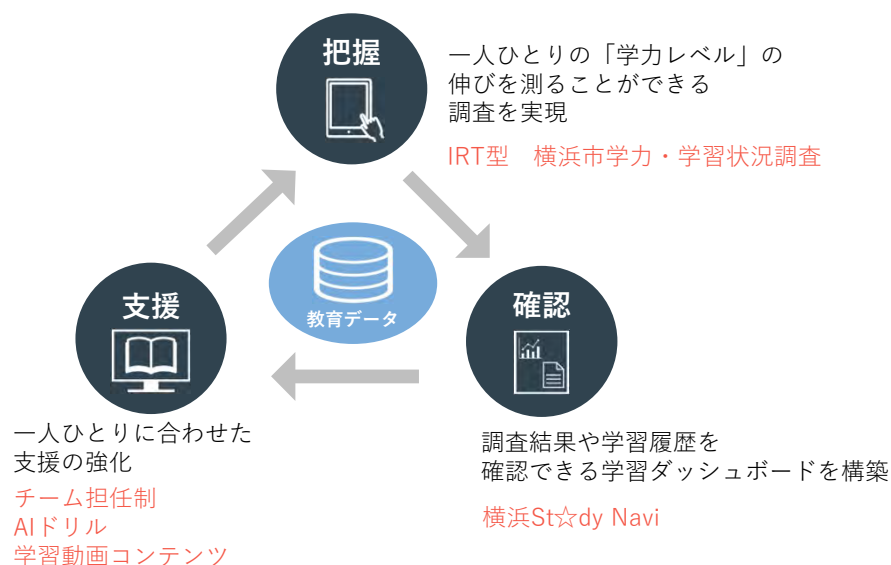 把握
一人ひとりの「学力レベル」の
伸びを測ることができる
調査を実現
IRT型　横浜市学力・学習状況調査
教育データ
支援
確認
一人ひとりに合わせた
支援の強化
チーム担任制
AIドリル
学習動画コンテンツ
調査結果や学習履歴を
確認できる学習ダッシュボードを構築
横浜St☆dy Navi